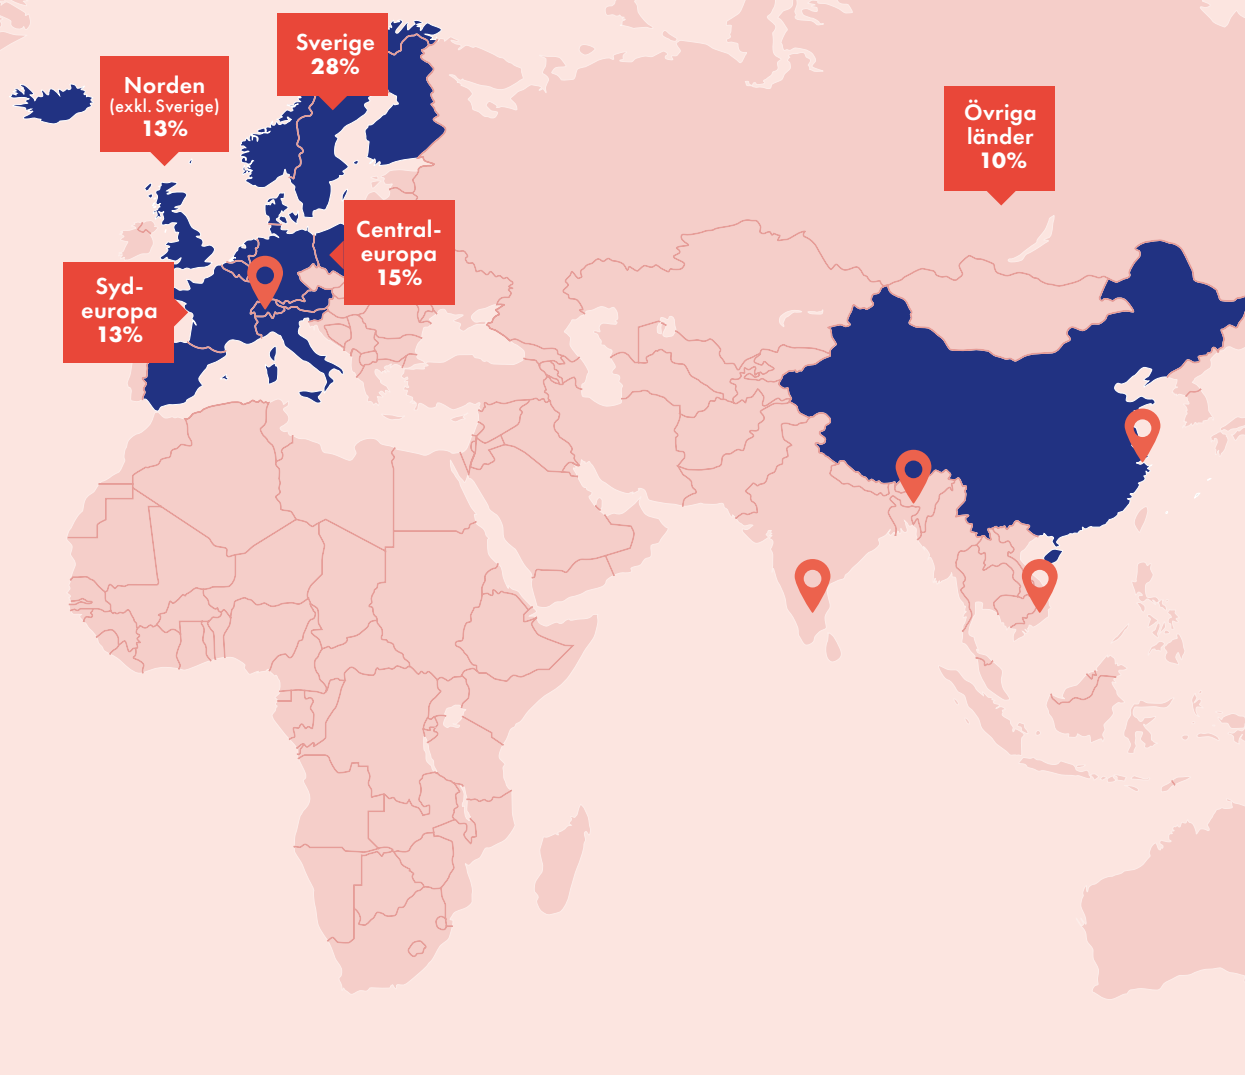 Sverige
28%
Norden
(exkl. Sverige)
13%
Övriga
länder
10%
Central-
europa
15%
Syd-
europa
13%